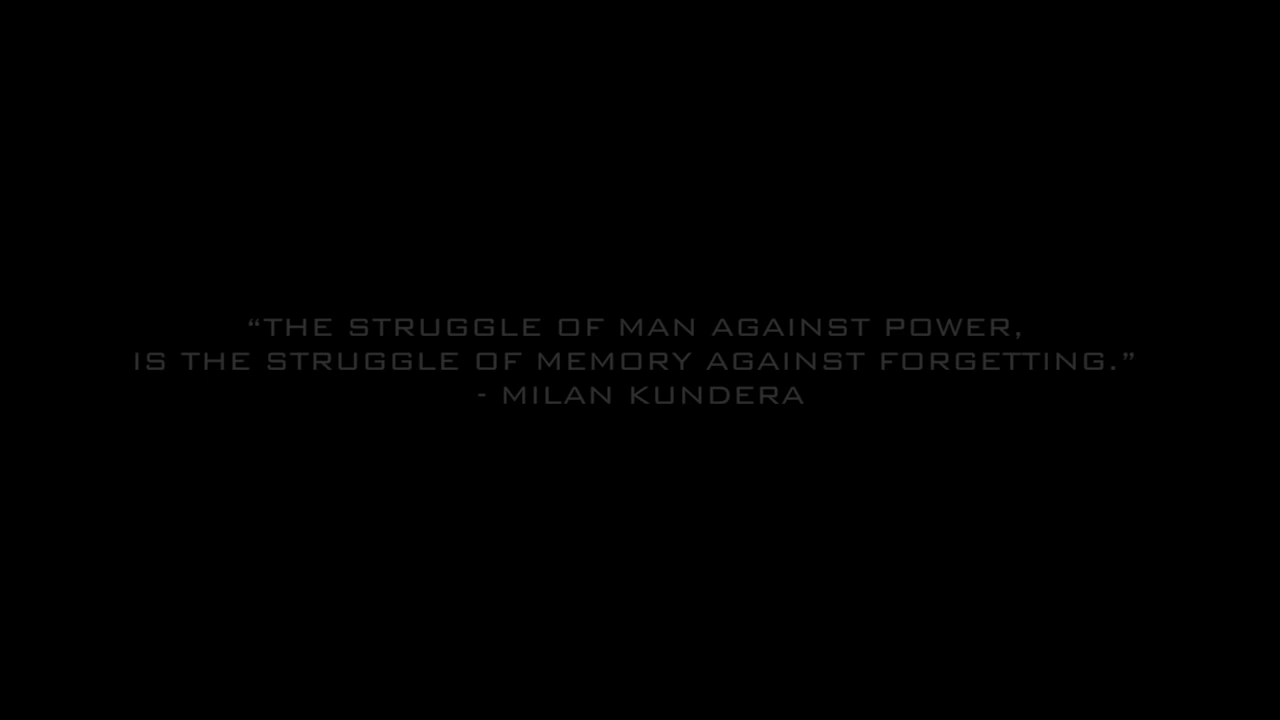 “THE STRUGGLE OF MAN AGAINST POWER,
IS THE STRUGGLE OF MEMORY AGAINST FORGETTING.”
- MILAN KUNDERA